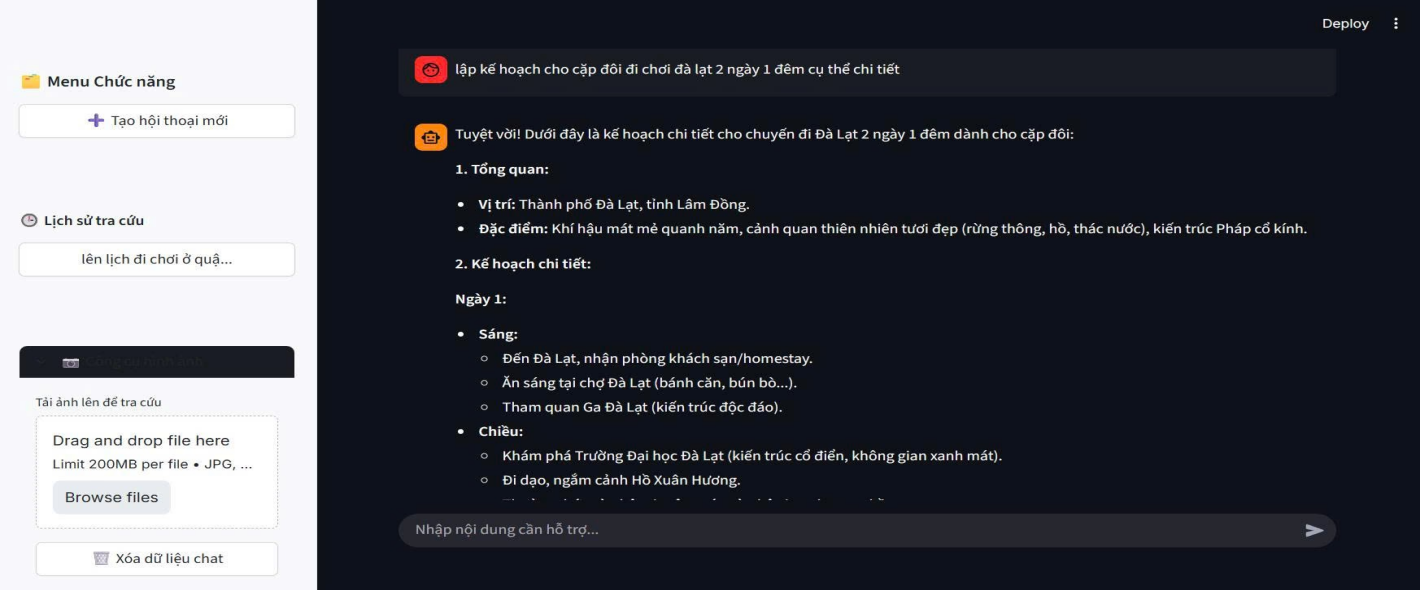 Deploy
Menu Chức năng
Tạo hội thoại mới
Lịch sử tra cứu
lên lịch đi chơi ở quậ...
Tải ảnh lên để tra cứu
Drag and drop file here
Limit 200MB per file • JPG, ...
Browse files
Xóa dữ liệu chat
lập kế hoạch cho cặp đôi đi chơi đà lạt 2 ngày 1 đêm cụ thể chi tiết
Tuyệt vời! Dưới đây là kế hoạch chi tiết cho chuyến đi Đà Lạt 2 ngày 1 đêm dành cho cặp đôi:
1. Tổng quan:
• Vị trí: Thành phố Đà Lạt, tỉnh Lâm Đồng.
• Đặc điểm: Khí hậu mát mẻ quanh năm, cảnh quan thiên nhiên tươi đẹp (rừng thông, hồ, thác nước), kiến trúc Pháp cổ kính.
2. Kế hoạch chi tiết:
Ngày 1:
• Sáng:
○ Đến Đà Lạt, nhận phòng khách sạn/homestay.
○ Ăn sáng tại chợ Đà Lạt (bánh căn, bún bò...).
○ Tham quan Ga Đà Lạt (kiến trúc độc đáo).
• Chiều:
○ Khám phá Trường Đại học Đà Lạt (kiến trúc cổ điển, không gian xanh mát).
○ Đi dạo, ngắm cảnh Hồ Xuân Hương.
Nhập nội dung cần hỗ trợ...